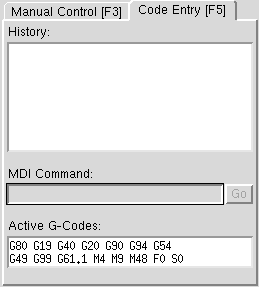 Manual Control [F3] Code Entry [F5]
History:
MDI Command:
Go
Active G-Codes:
G80 G19 G40 G20 G90 G94 G54
G49 G99 G61.1 M4 M9 M48 F0 S0